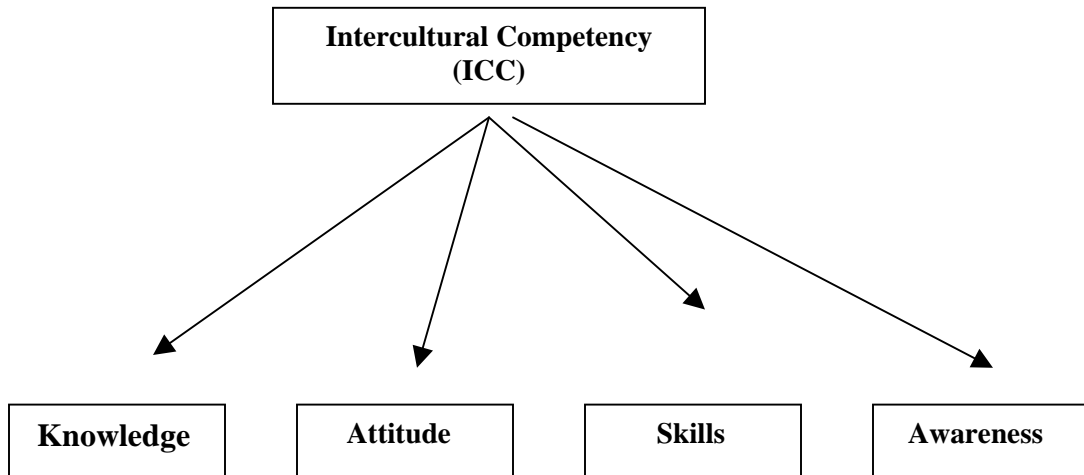 Intercultural Competency
(ICC)
Knowledge
Attitude
Skills
Awareness